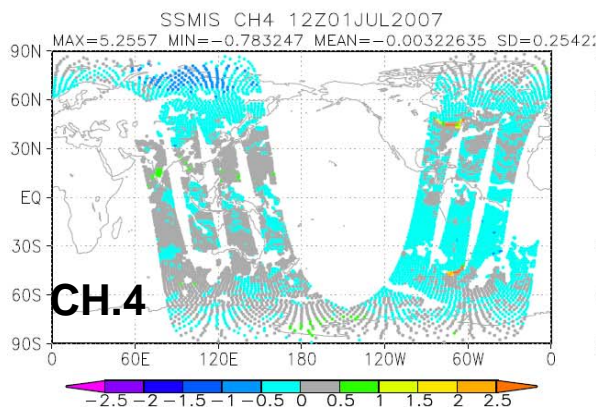 SSMIS CH4 12Z01JUL2007
MAX=5.2557 MIN=−0.783247 MEAN=−0.00322635 SD=0.25422
90N
60N
30N
EQ
30S
60S
90S
CH.4
0 60E 120E 180 120W 60W 0
−2.5 −2 −1.5 −1 −0.5 0 0.5 1 1.5 2 2.5